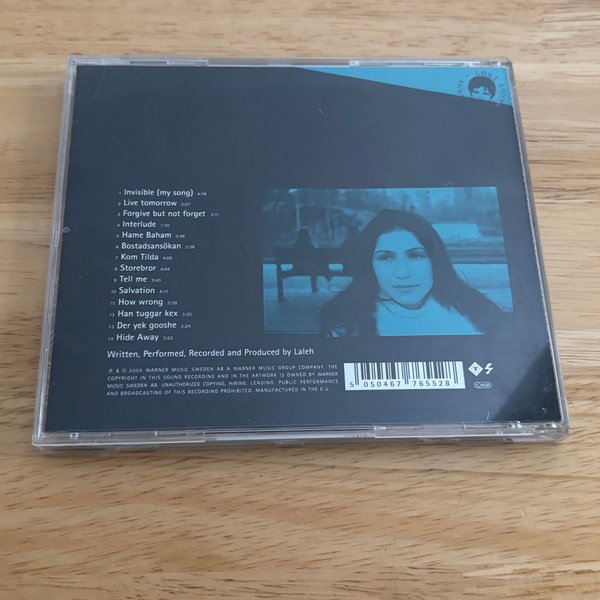 LOST
1 Invisible (my song) 4:18
2 Live tomorrow 3:37
3 Forgive but not forget 3:11
4 Interlude 1:10
5 Hame Baham 3:46
6 Bostadsansökan 3:38
7 Kom Tilda 4:09
8 Storebror 4:04
9 Tell me 3:43
10 Salvation 4:11
11 How wrong 3:39
12 Han tuggar kex 3:35
13 Der yek gooshe 3:24
14 Hide Away 3:53
Written, Performed, Recorded and Produced by Laleh
℗ & © 2005 WARNER MUSIC SWEDEN AB A WARNER MUSIC GROUP COMPANY. THE
COPYRIGHT IN THIS SOUND RECORDING AND IN THE ARTWORK IS OWNED BY WARNER
MUSIC SWEDEN AB. UNAUTHORIZED COPYING, HIRING, LENDING, PUBLIC PERFORMANCE
AND BROADCASTING OF THIS RECORDING PROHIBITED. MANUFACTURED IN THE E.U.
5 050467 765528